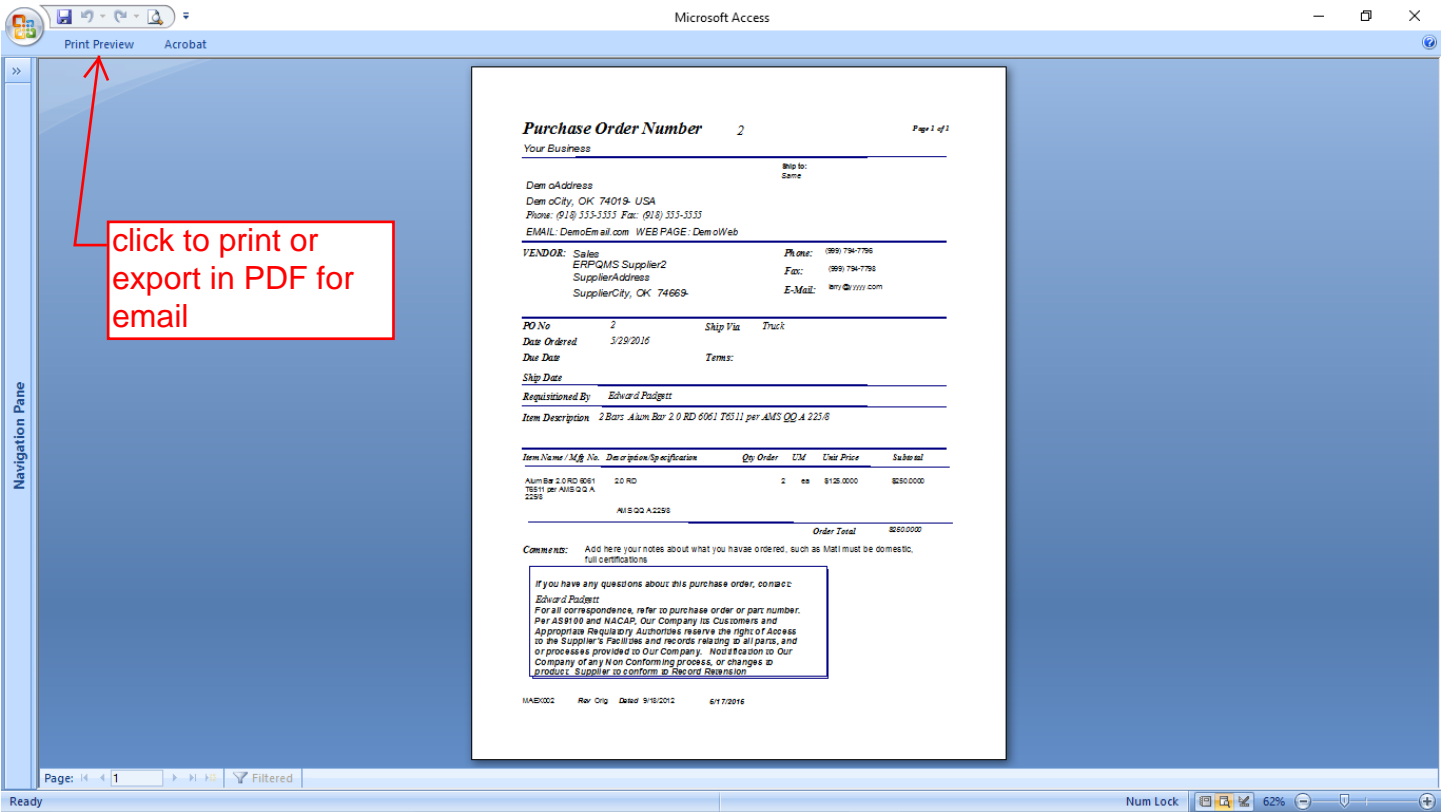 Microsoft Access
Print Preview Acrobat
»
click to print or
export in PDF for
email
Navigation Pane
Purchase Order Number 2 Page 1 of 1
Your Business
Ship to:
Same
DemoAddress
DemoCity, OK 74019- USA
Phone: (918) 555-5555 Fax: (918) 555-5555
EMAIL: DemoEmail.com WEB PAGE: DemoWeb
VENDOR: Sales Phone: (999) 794-7796
ERPQMS Supplier2
SupplierAddress Fax: (999) 794-7798
SupplierCity, OK 74669- E-Mail: larry@yyyy.com
PO No 2 Ship Via Truck
Date Ordered 5/29/2016
Due Date Terms:
Ship Date
Requisitioned By Edward Padgett
Item Description 2 Bars Alum Bar 2.0 RD 6061 T6511 per AMS QQ A 225/8
Item Name / Mfg No. Description/Specification Qty Order UM Unit Price Subtotal
Alum Bar 2.0 RD 6061 2.0 RD 2 ea $125.0000 $250.0000
T6511 per AMS QQ A
225/8
AMS QQ A 225/8
Order Total $250.0000
Comments: Add here your notes about what you havae ordered, such as Matl must be domestic,
full certifications
If you have any questions about this purchase order, contact:
Edward Padgett
For all correspondence, refer to purchase order or part number.
Per AS9100 and NACAP, Our Company Its Customers and
Appropriate Regulatory Authorities reserve the right of Access
to the Supplier's Facilities and records relating to all parts, and
or processes provided to Our Company. Notification to Our
Company of any Non Conforming process, or changes to
product. Supplier to conform to Record Retension
MAEX002 Rev Orig Dated 9/18/2012 6/17/2016
Page: 1 Filtered
Ready Num Lock 62%